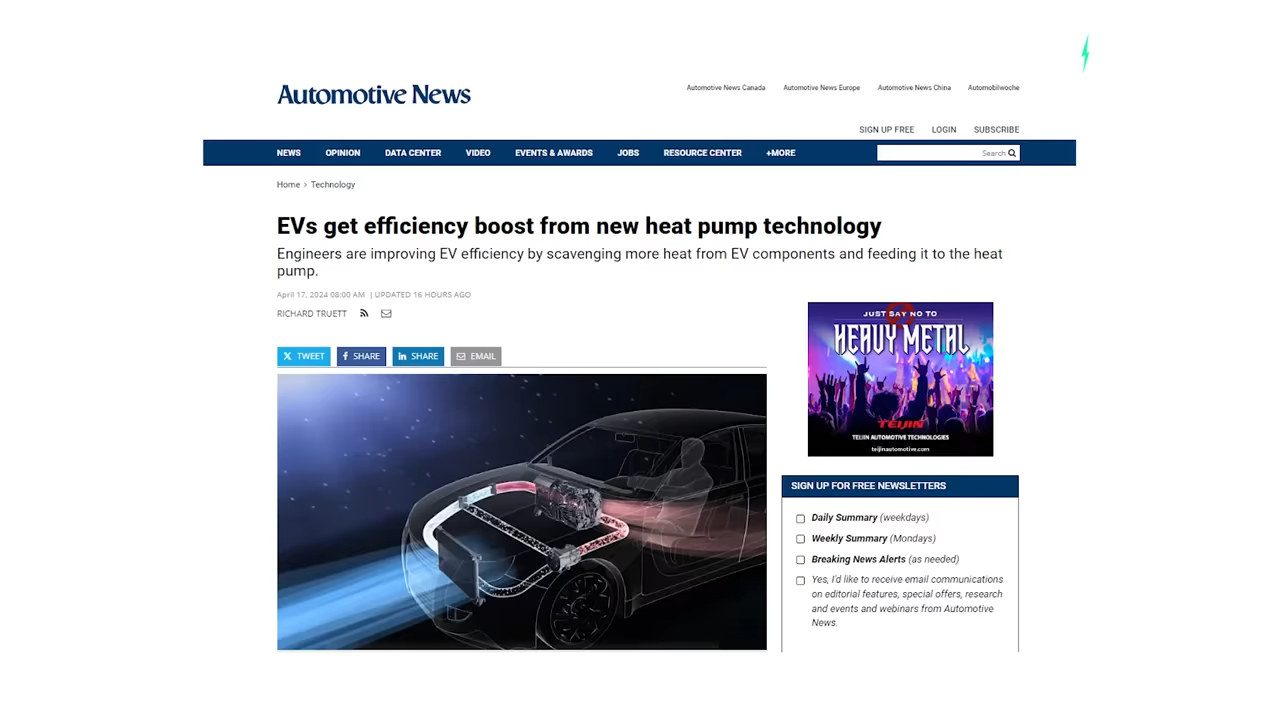 Automotive News
Automotive News Canada
Automotive News Europe
Automotive News China
Automobilwoche
SIGN UP FREE
LOGIN
SUBSCRIBE
NEWS
OPINION
DATA CENTER
VIDEO
EVENTS & AWARDS
JOBS
RESOURCE CENTER
+MORE
Search
Home › Technology
EVs get efficiency boost from new heat pump technology
Engineers are improving EV efficiency by scavenging more heat from EV components and feeding it to the heat
pump.
April 17, 2024 08:00 AM | UPDATED 16 HOURS AGO
RICHARD TRUETT
TWEET
SHARE
SHARE
EMAIL
JUST SAY NO TO
HEAVY METAL
TEIJIN
TEIJIN AUTOMOTIVE TECHNOLOGIES
teijinautomotive.com
SIGN UP FOR FREE NEWSLETTERS
Daily Summary (weekdays)
Weekly Summary (Mondays)
Breaking News Alerts (as needed)
Yes, I'd like to receive email communications
on editorial features, special offers, research
and events and webinars from Automotive
News.